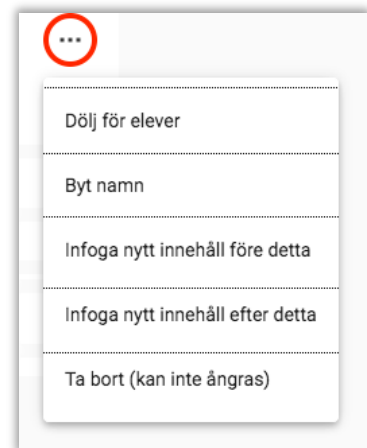 Dölj för elever
Byt namn
Infoga nytt innehåll före detta
Infoga nytt innehåll efter detta
Ta bort (kan inte ångras)